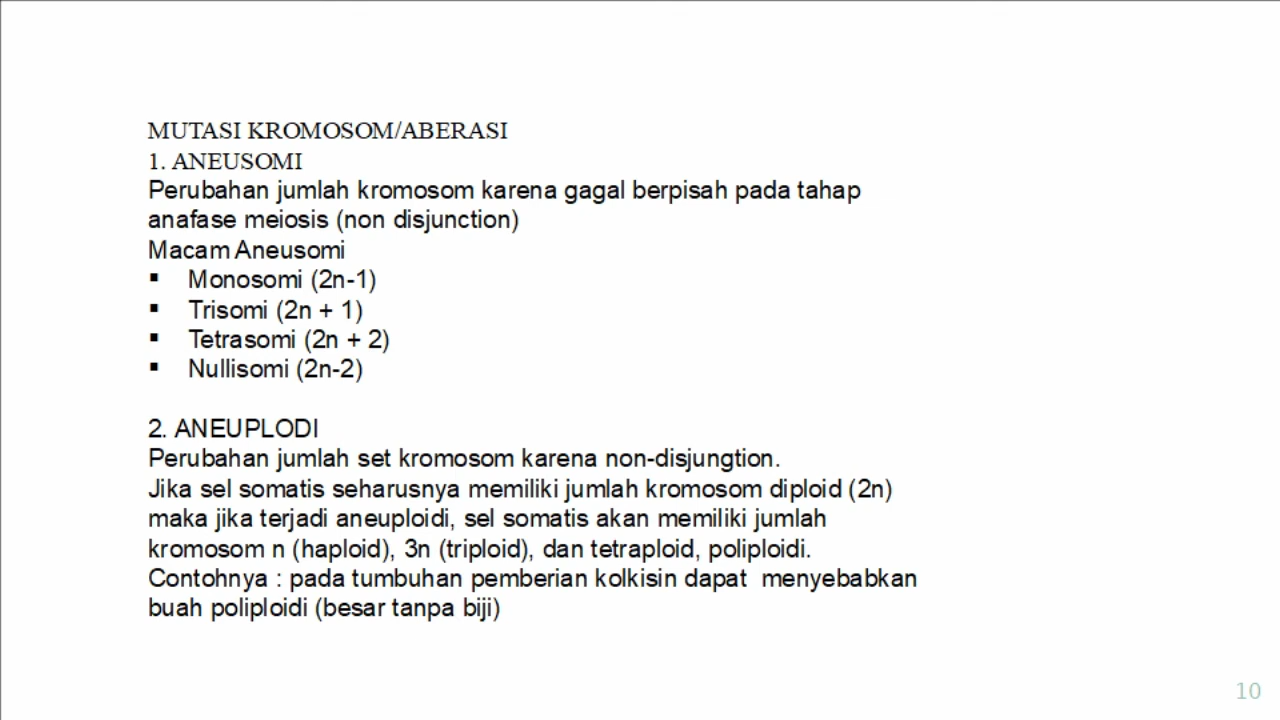 MUTASI KROMOSOM/ABERASI
1. ANEUSOMI
Perubahan jumlah kromosom karena gagal berpisah pada tahap
anafase meiosis (non disjunction)
Macam Aneusomi
▪ Monosomi (2n-1)
▪ Trisomi (2n + 1)
▪ Tetrasomi (2n + 2)
▪ Nullisomi (2n-2)
2. ANEUPLODI
Perubahan jumlah set kromosom karena non-disjungtion.
Jika sel somatis seharusnya memiliki jumlah kromosom diploid (2n)
maka jika terjadi aneuploidi, sel somatis akan memiliki jumlah
kromosom n (haploid), 3n (triploid), dan tetraploid, poliploidi.
Contohnya : pada tumbuhan pemberian kolkisin dapat  menyebabkan
buah poliploidi (besar tanpa biji)
10